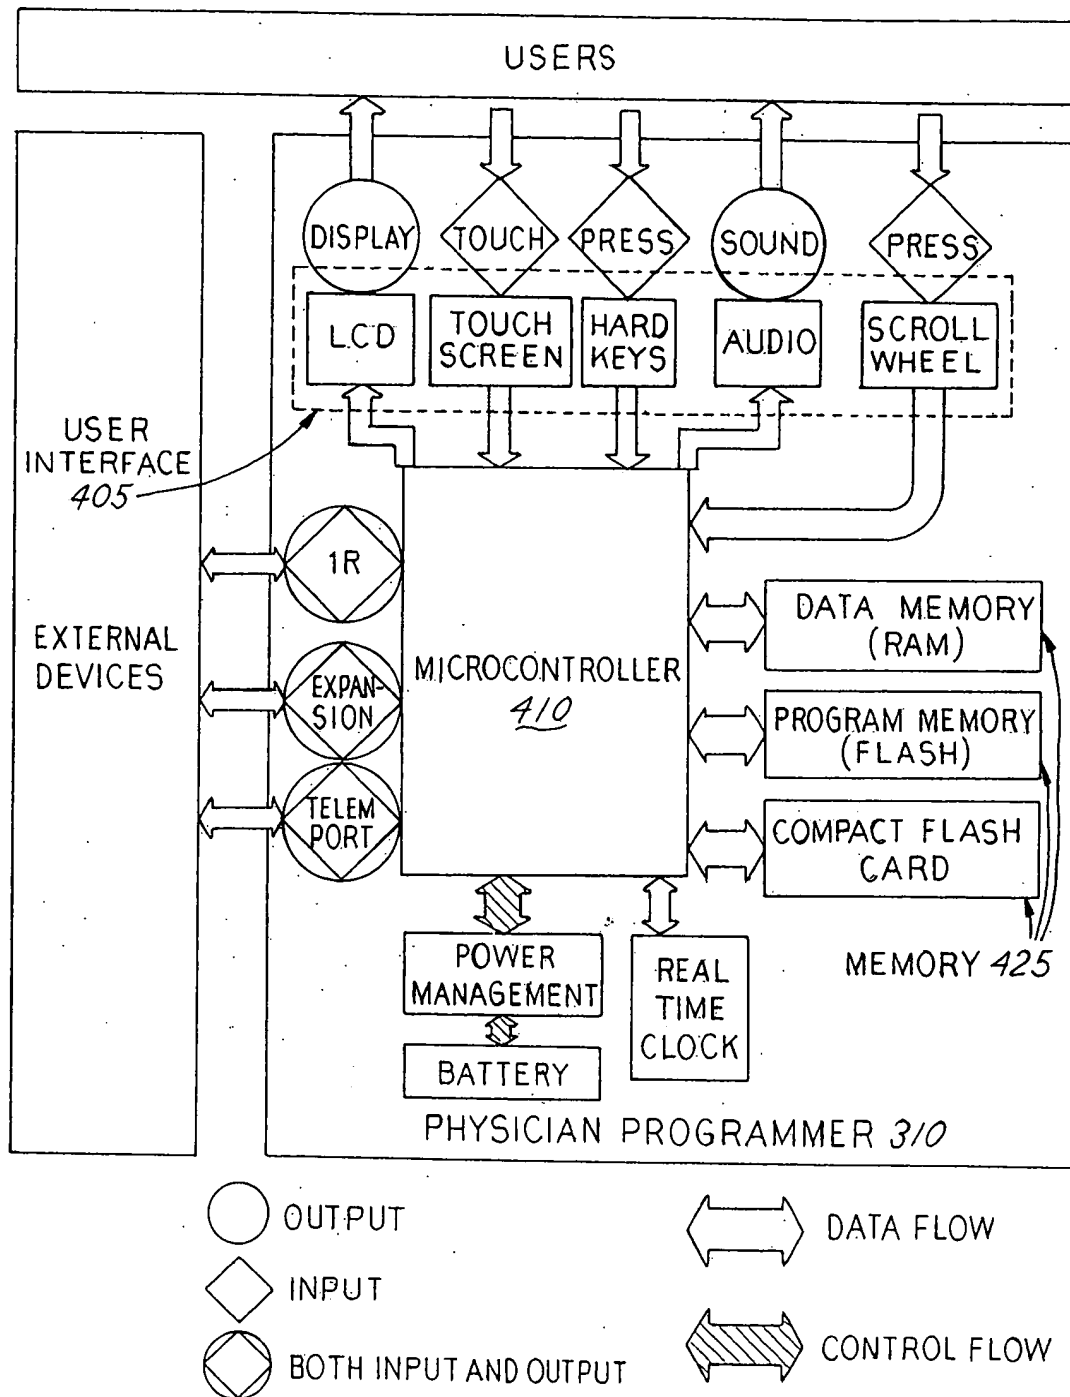 USERS
DISPLAY
TOUCH
PRESS
SOUND
PRESS
LCD
TOUCH
SCREEN
HARD
KEYS
AUDIO
SCROLL
WHEEL
USER
INTERFACE
405
EXTERNAL
DEVICES
1R
EXPAN-
SION
TELEM
PORT
MICROCONTROLLER
410
DATA MEMORY
(RAM)
PROGRAM MEMORY
(FLASH)
COMPACT FLASH
CARD
MEMORY 425
POWER
MANAGEMENT
BATTERY
REAL
TIME
CLOCK
PHYSICIAN PROGRAMMER 310
OUTPUT
INPUT
BOTH INPUT AND OUTPUT
DATA FLOW
CONTROL FLOW